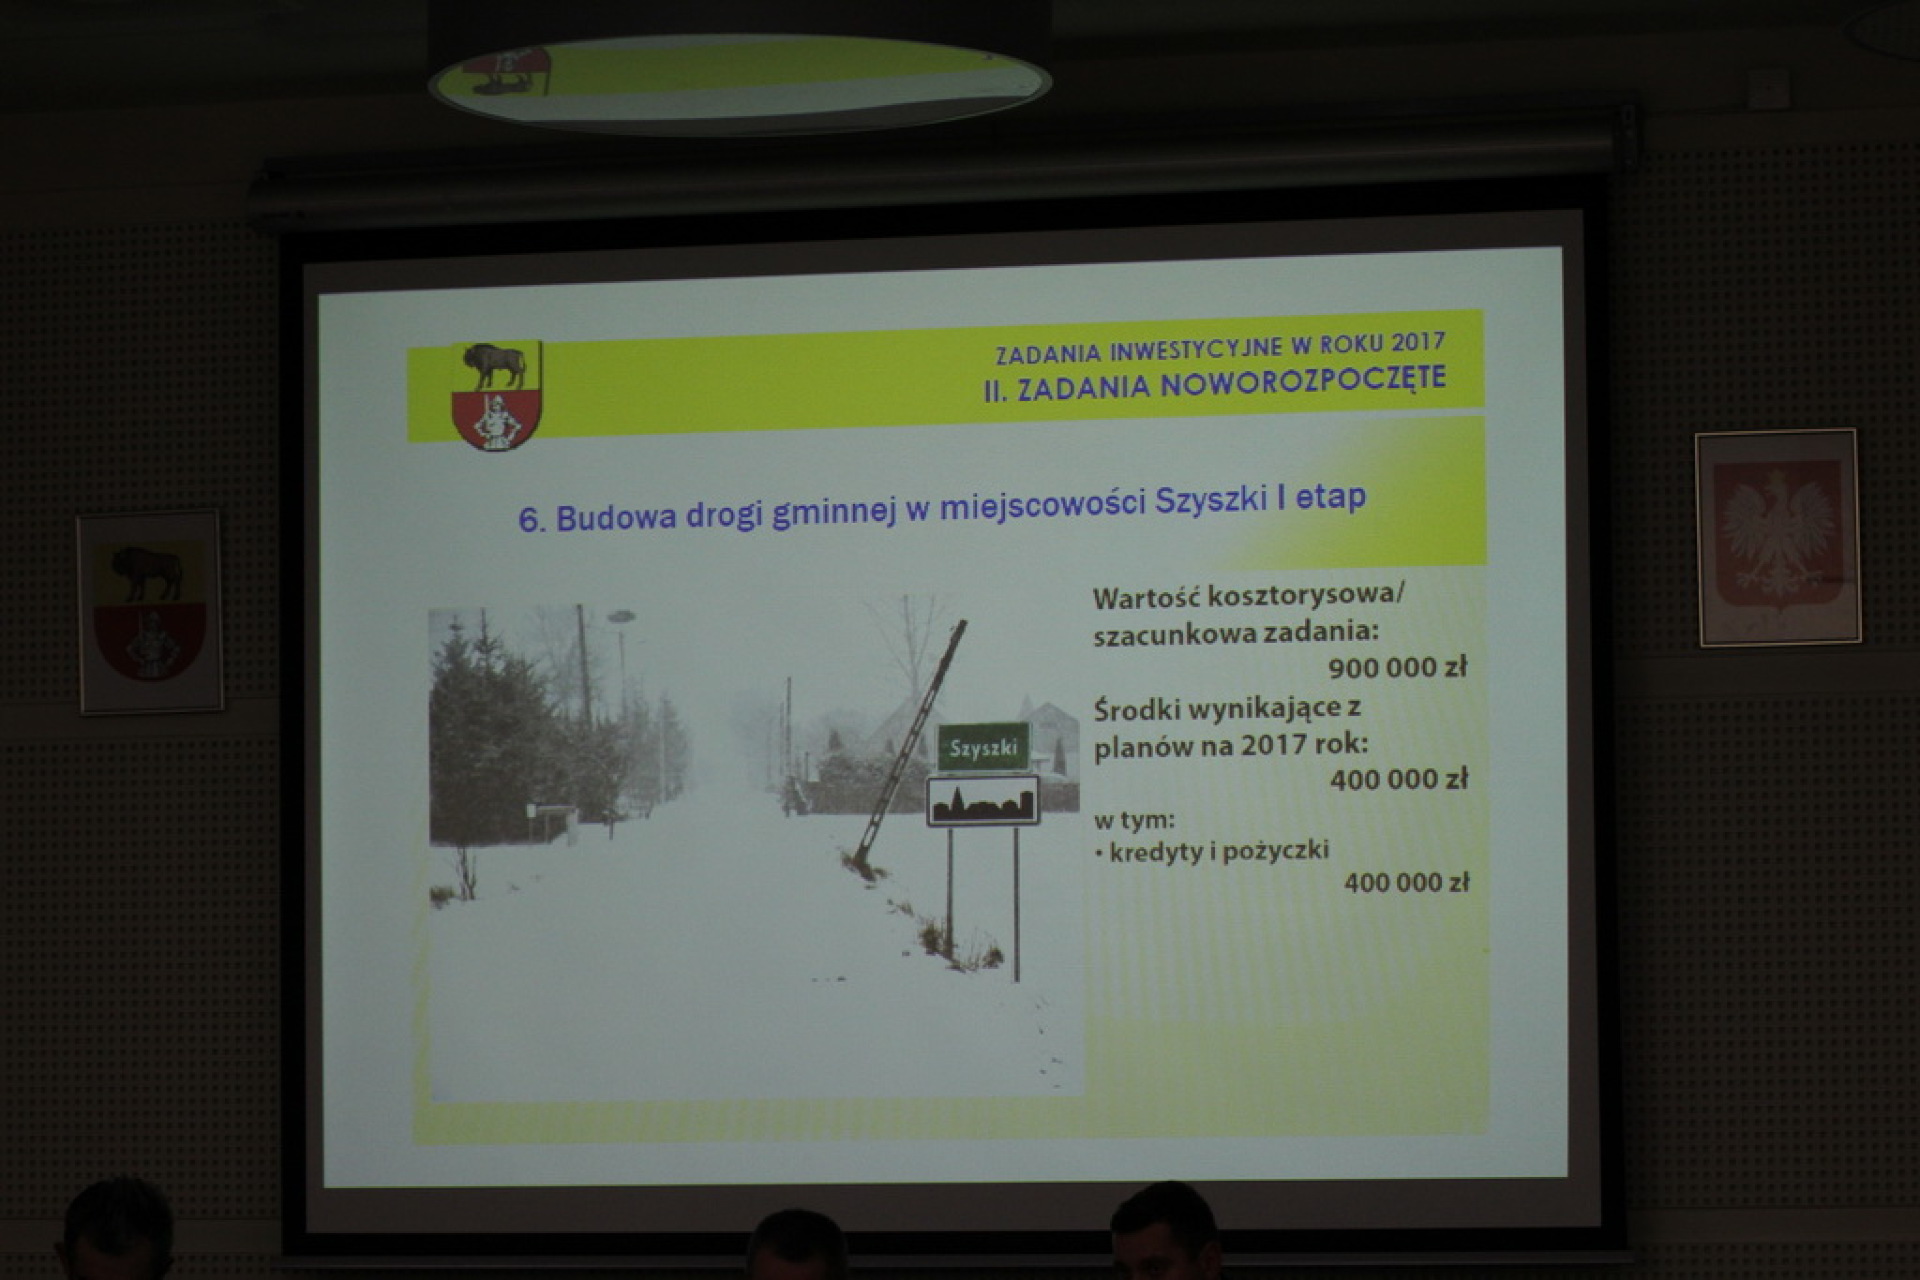 ZADANIA INWESTYCYJNE W ROKU 2017
II. ZADANIA NOWOROZPOCZĘTE
6. Budowa drogi gminnej w miejscowości Szyszki I etap
Szyszki
Wartość kosztorysowa/
szacunkowa zadania:
900 000 zł
Środki wynikające z
planów na 2017 rok:
400 000 zł
w tym:
• kredyty i pożyczki
400 000 zł